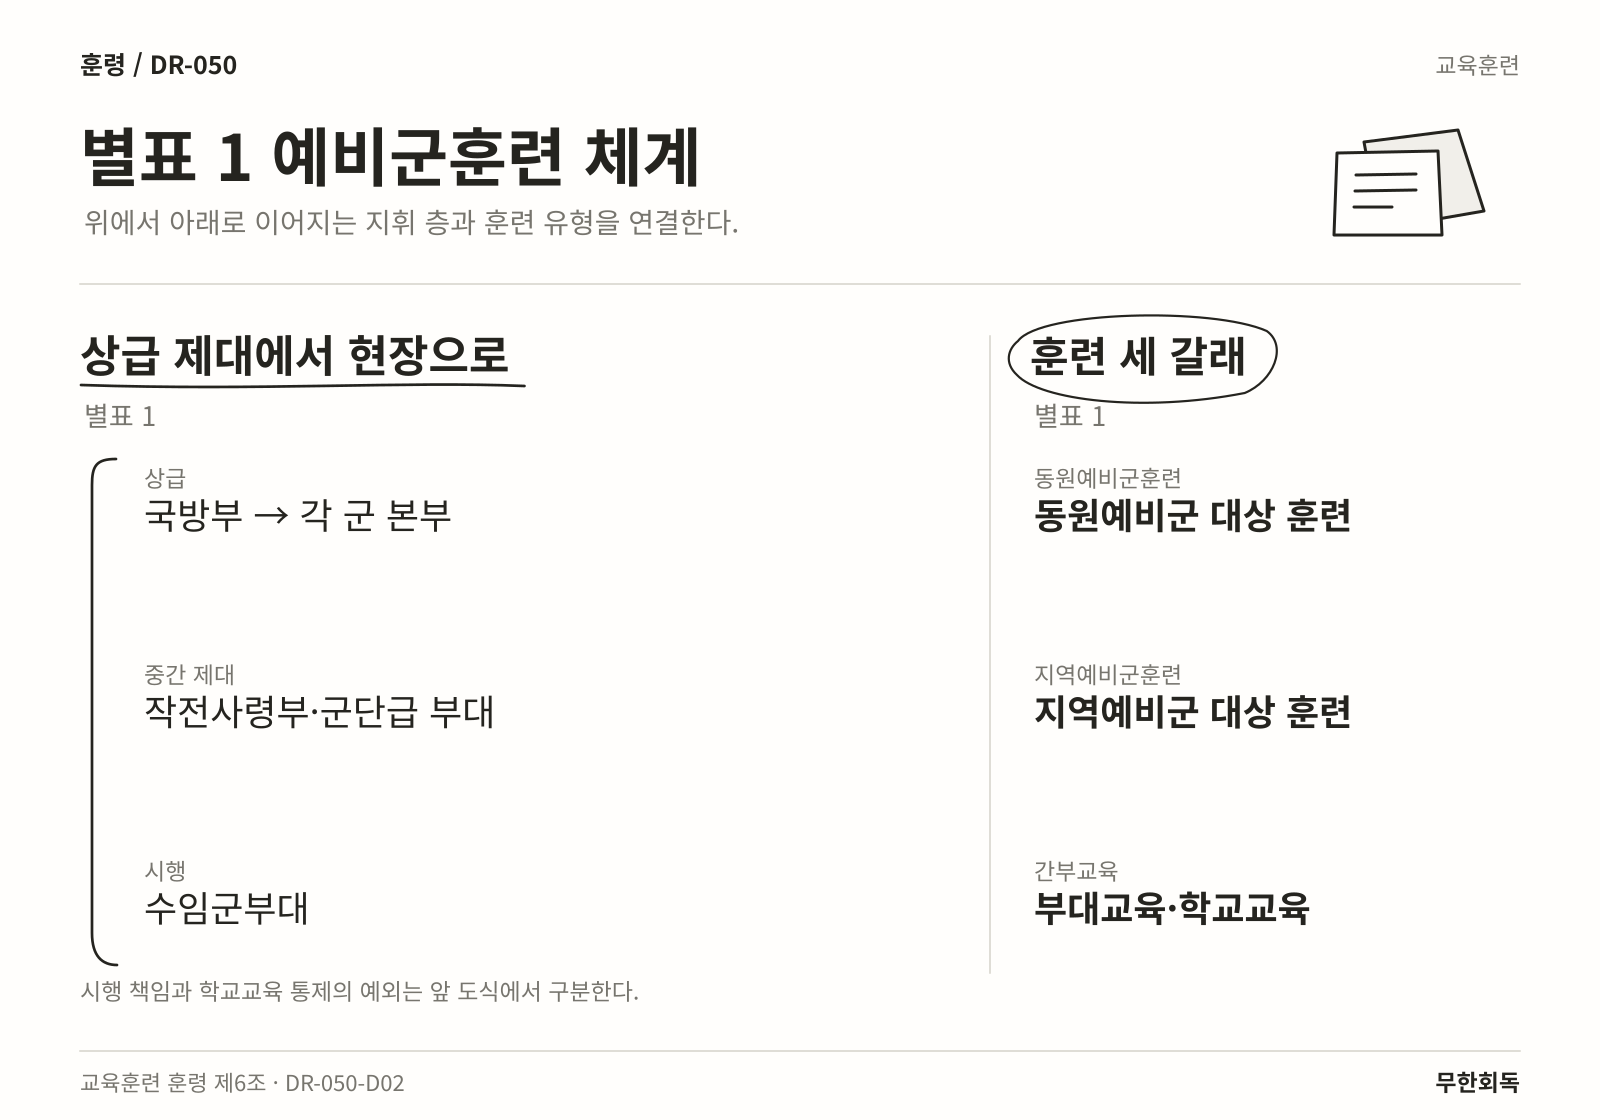 훈령 / DR-050
교육훈련
별표 1 예비군훈련 체계
위에서 아래로 이어지는 지휘 층과 훈련 유형을 연결한다.
상급 제대에서 현장으로
별표 1
상급
국방부 → 각 군 본부
중간 제대
작전사령부·군단급 부대
시행
수임군부대
시행 책임과 학교교육 통제의 예외는 앞 도식에서 구분한다.
훈련 세 갈래
별표 1
동원예비군훈련
동원예비군 대상 훈련
지역예비군훈련
지역예비군 대상 훈련
간부교육
부대교육·학교교육
교육훈련 훈령 제6조 · DR-050-D02
무한회독